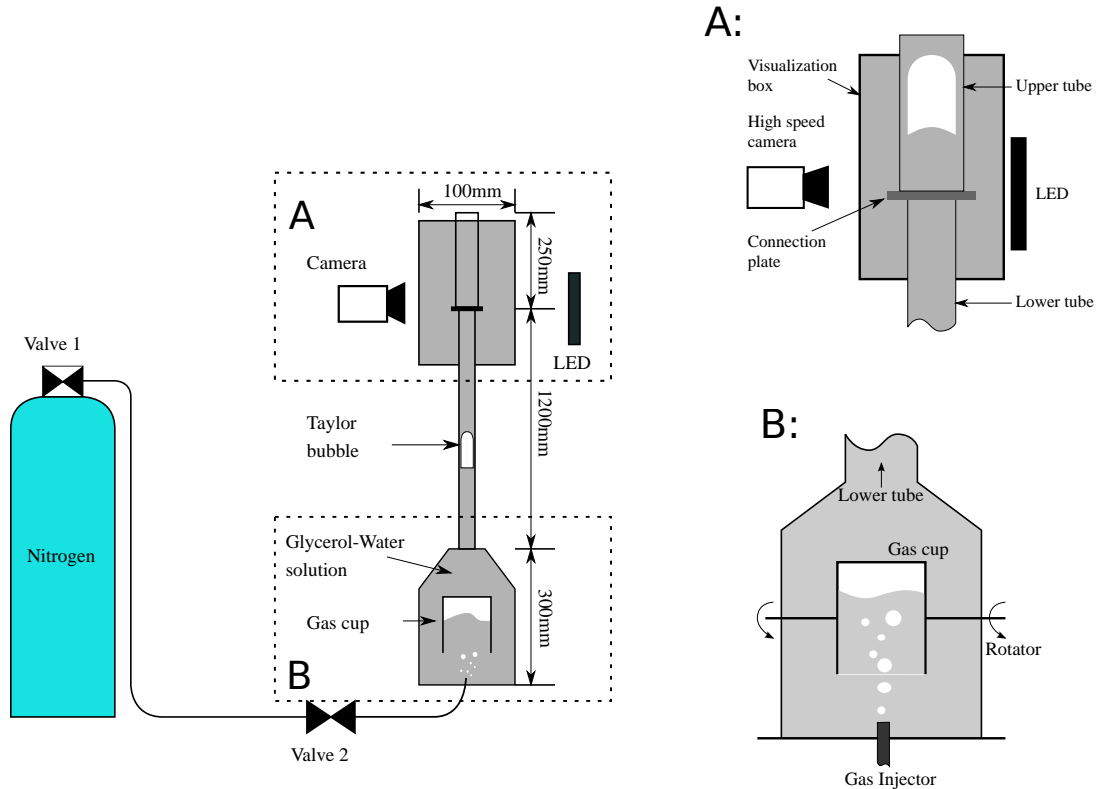 A:
Visualization
box
Upper tube
High speed
camera
LED
Connection
plate
Lower tube
100mm
A
250mm
Camera
LED
Valve 1
1200mm
Taylor
bubble
Nitrogen
Glycerol-Water
solution
Gas cup
300mm
B
Valve 2
B:
Lower tube
Gas cup
Rotator
Gas Injector